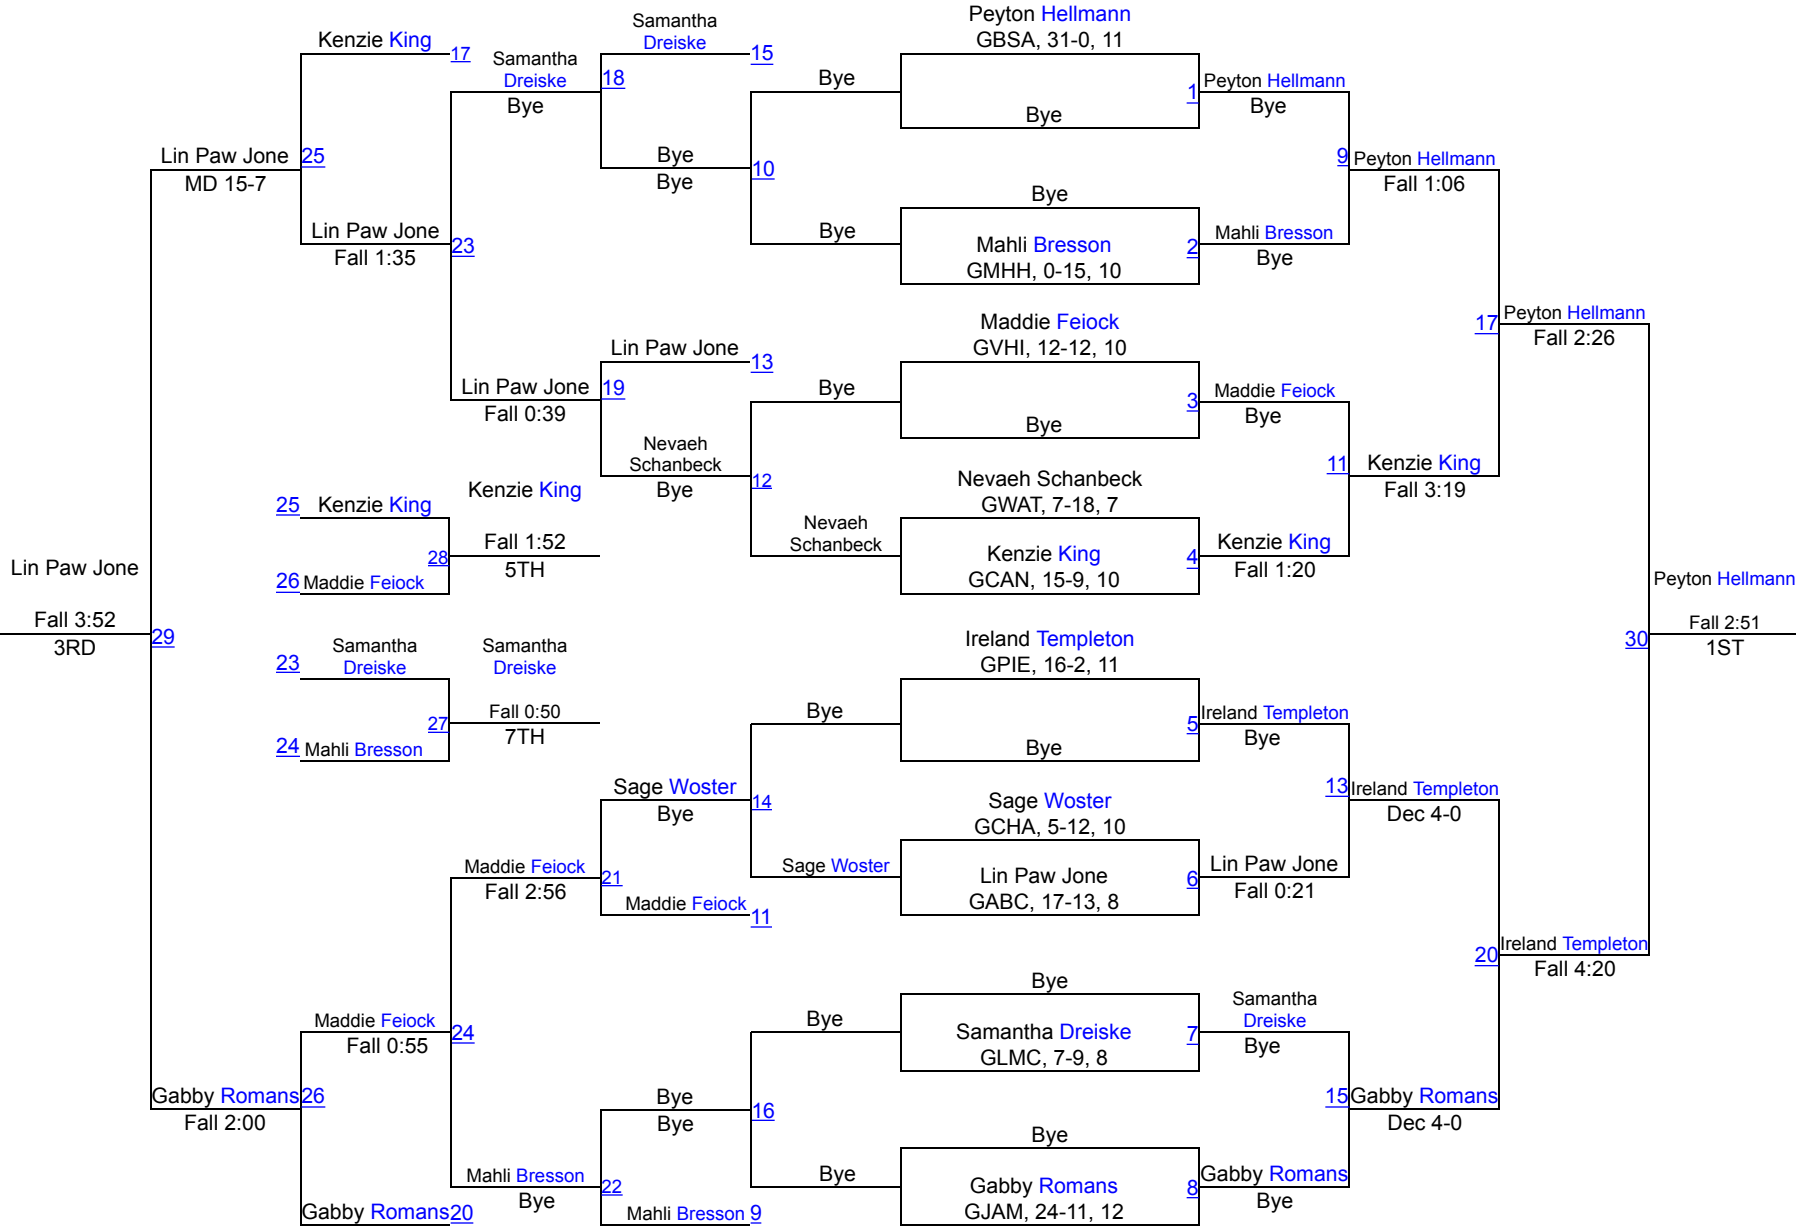 Peyton Hellmann
GBSA, 31-0, 11
Samantha
Dreiske
15
Kenzie King
17
Samantha
Dreiske
18
Bye
Bye
1
Peyton Hellmann
Bye
Bye
Lin Paw Jone
25
MD 15-7
Bye
Bye
10
9
Peyton Hellmann
Fall 1:06
Bye
Lin Paw Jone
Fall 1:35
23
Bye
Mahli Bresson
GMHH, 0-15, 10
2
Mahli Bresson
Bye
Maddie Feiock
GVHI, 12-12, 10
17
Peyton Hellmann
Fall 2:26
Lin Paw Jone
13
Lin Paw Jone
19
Fall 0:39
Bye
3
Maddie Feiock
Bye
Bye
Nevaeh
Schanbeck
Bye
12
11
Kenzie King
Fall 3:19
Nevaeh Schanbeck
GWAT, 7-18, 7
25
Kenzie King
Kenzie King
Fall 1:52
28
5TH
26
Maddie Feiock
Nevaeh
Schanbeck
Kenzie King
GCAN, 15-9, 10
4
Kenzie King
Fall 1:20
Lin Paw Jone
Fall 3:52
3RD
29
Peyton Hellmann
Fall 2:51
30
1ST
Ireland Templeton
GPIE, 16-2, 11
23
Samantha
Dreiske
Samantha
Dreiske
Fall 0:50
27
7TH
24
Mahli Bresson
Bye
5
Ireland Templeton
Bye
Bye
Sage Woster
14
Bye
13
Ireland Templeton
Dec 4-0
Sage Woster
GCHA, 5-12, 10
Maddie Feiock
21
Fall 2:56
Sage Woster
Lin Paw Jone
GABC, 17-13, 8
6
Lin Paw Jone
Fall 0:21
Maddie Feiock
11
20
Ireland Templeton
Fall 4:20
Bye
Maddie Feiock
24
Fall 0:55
Bye
Samantha Dreiske
GLMC, 7-9, 8
7
Samantha
Dreiske
Bye
Gabby Romans
26
Fall 2:00
Bye
Bye
16
15
Gabby Romans
Dec 4-0
Bye
Mahli Bresson
22
Bye
Bye
Gabby Romans
GJAM, 24-11, 12
8
Gabby Romans
Bye
Gabby Romans
20
Mahli Bresson
9